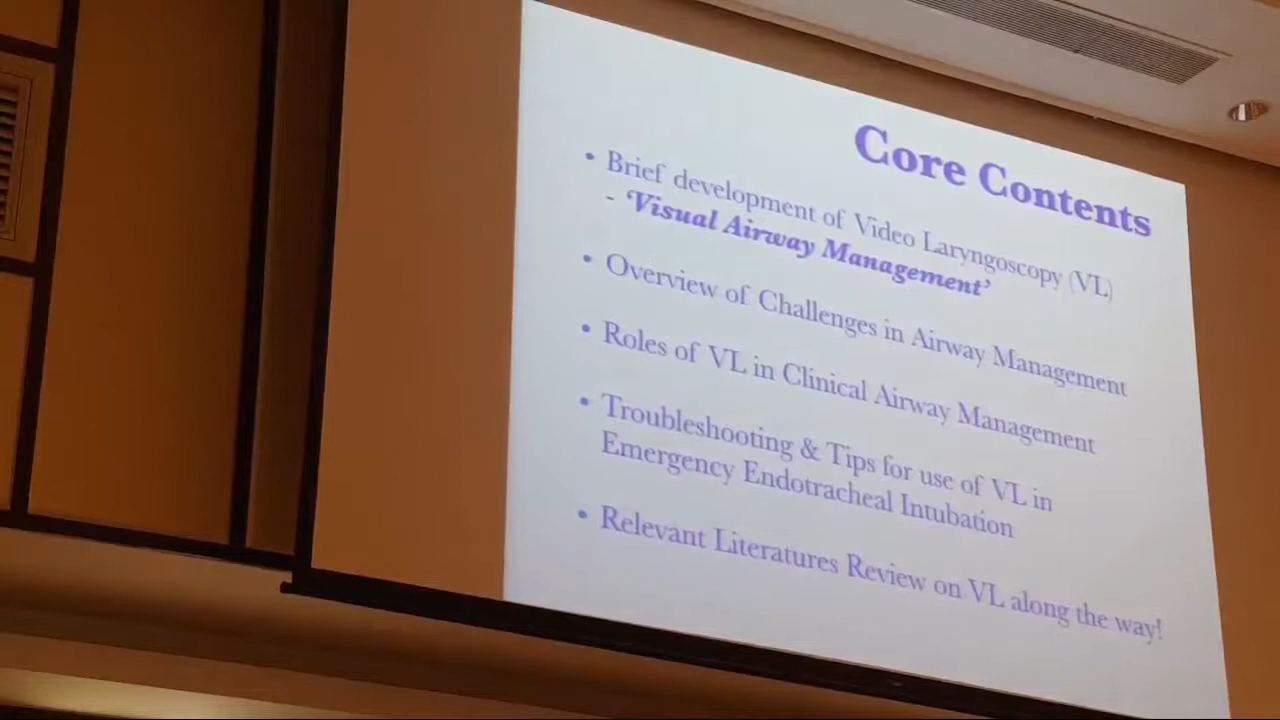 Core Contents
• Brief development of Video Laryngoscopy (VL)
- ‘Visual Airway Management’
• Overview of Challenges in Airway Management
• Roles of VL in Clinical Airway Management
• Troubleshooting & Tips for use of VL in
Emergency Endotracheal Intubation
• Relevant Literatures Review on VL along the way!